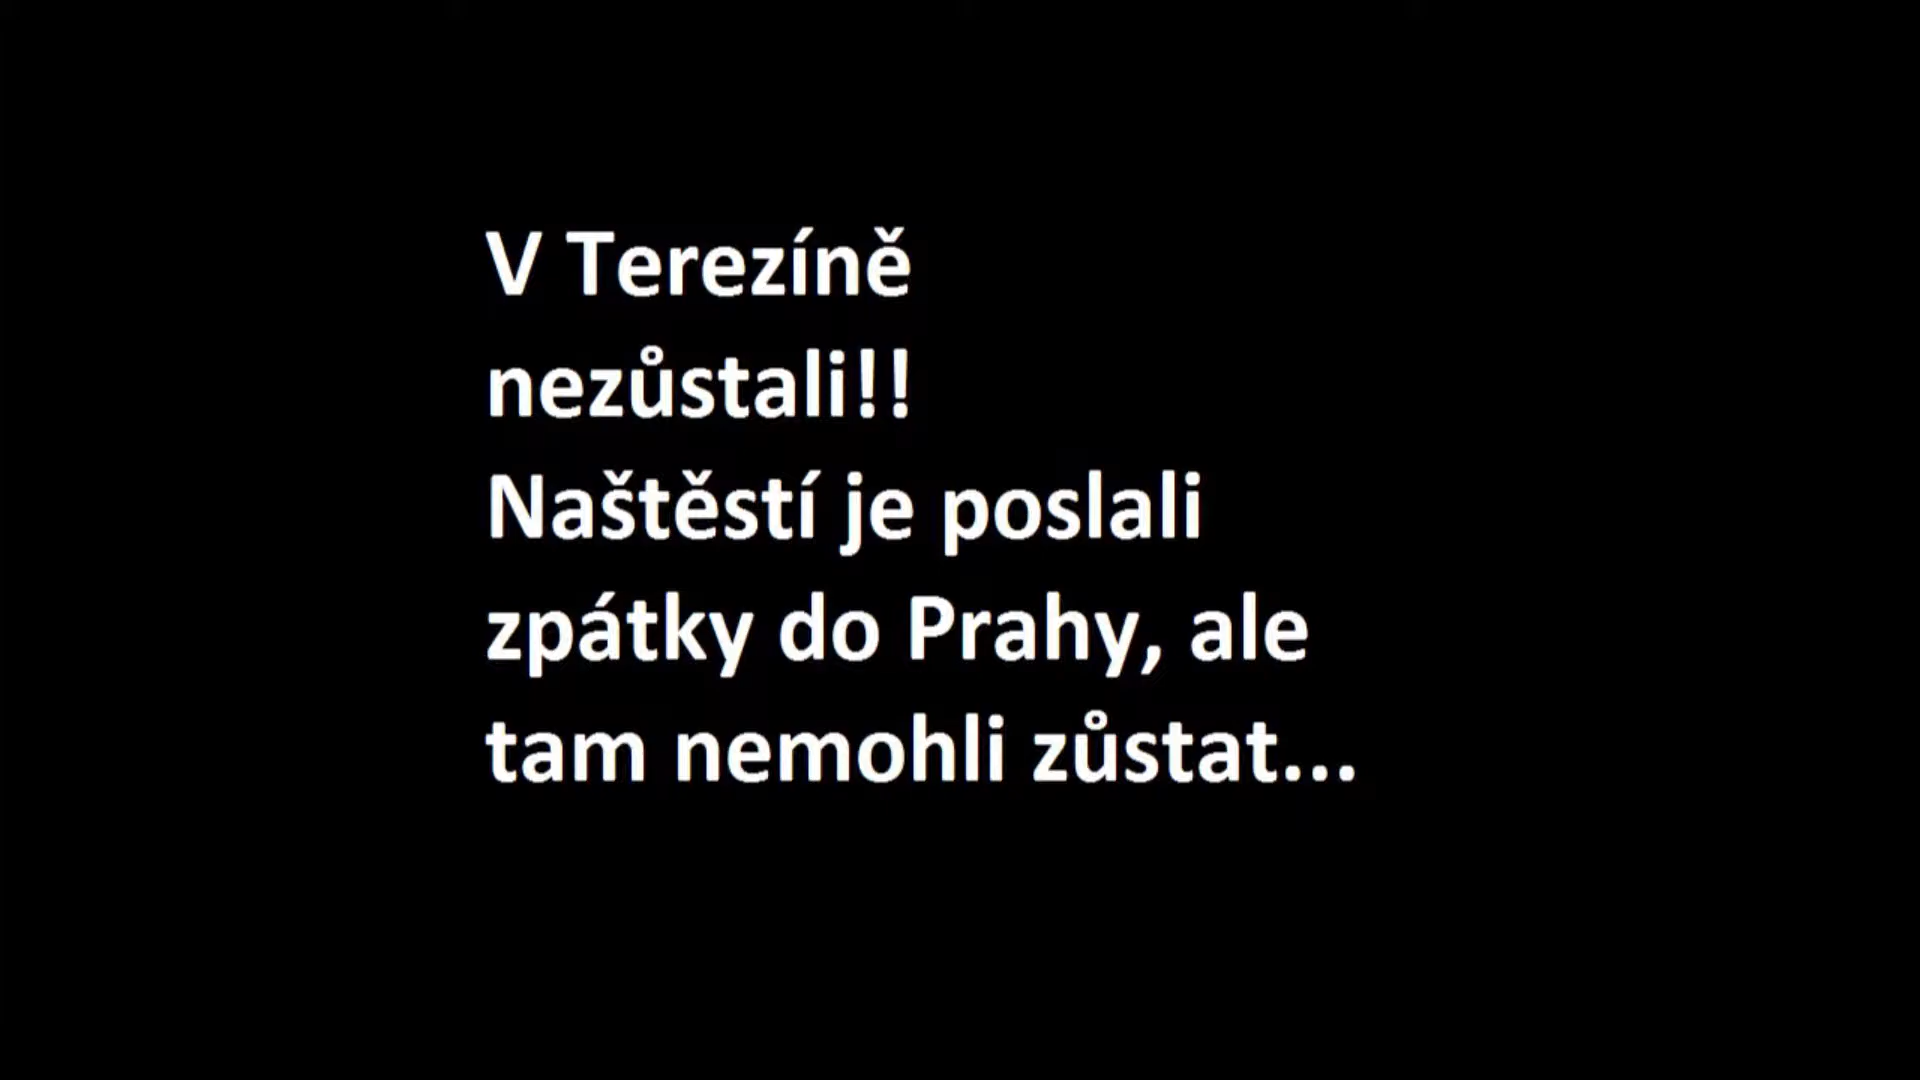 V Terezíně
nezůstali!!
Naštěstí je poslali
zpátky do Prahy, ale
tam nemohli zůstat...